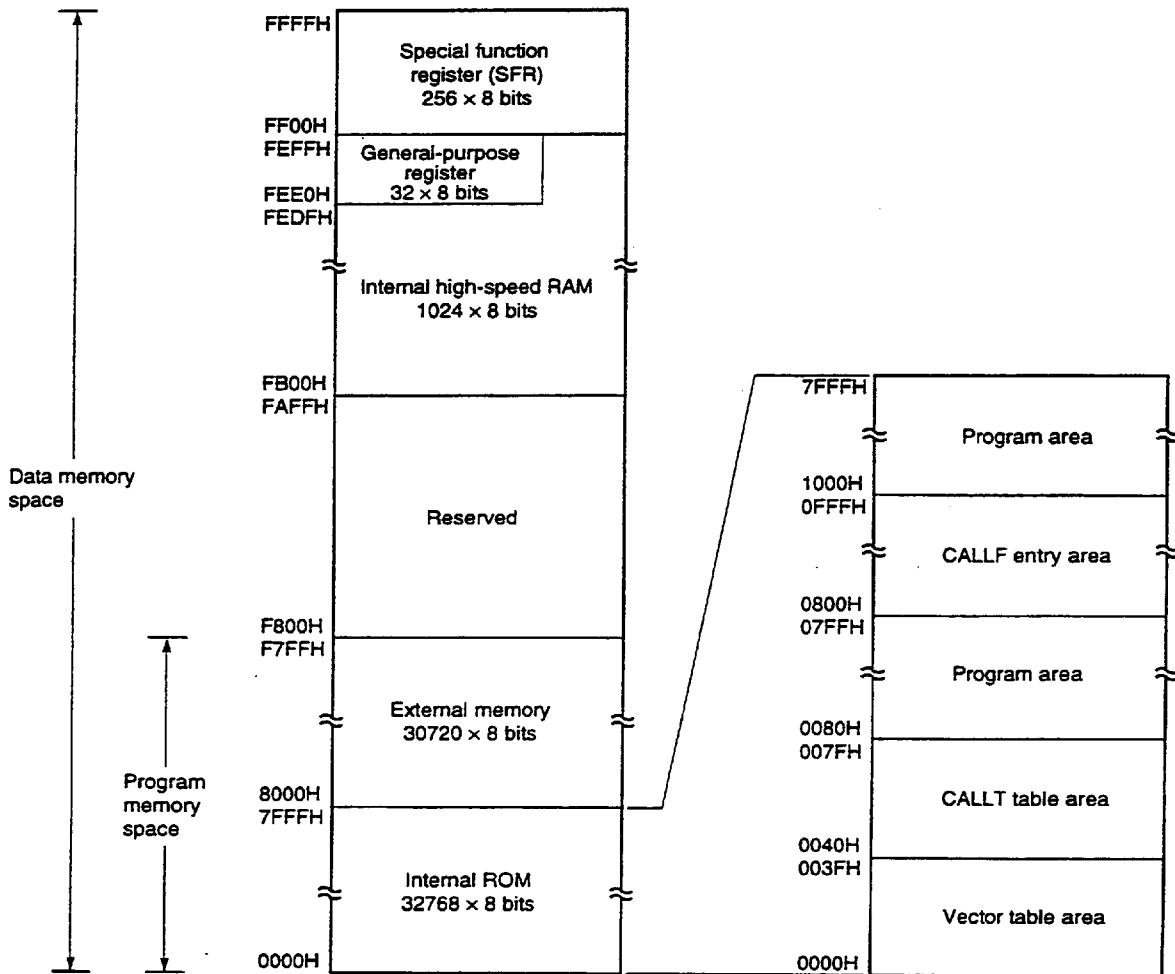 FFFFH
Special function
register (SFR)
256 × 8 bits
FF00H
FEFFH
General-purpose
register
32 × 8 bits
FEE0H
FEDFH
Internal high-speed RAM
1024 × 8 bits
FB00H
FAFFH
Data memory
space
Reserved
F800H
F7FFH
External memory
30720 × 8 bits
Program
memory
space
8000H
7FFFH
Internal ROM
32768 × 8 bits
0000H
7FFFH
Program area
1000H
0FFFH
CALLF entry area
0800H
07FFH
Program area
0080H
007FH
CALLT table area
0040H
003FH
Vector table area
0000H